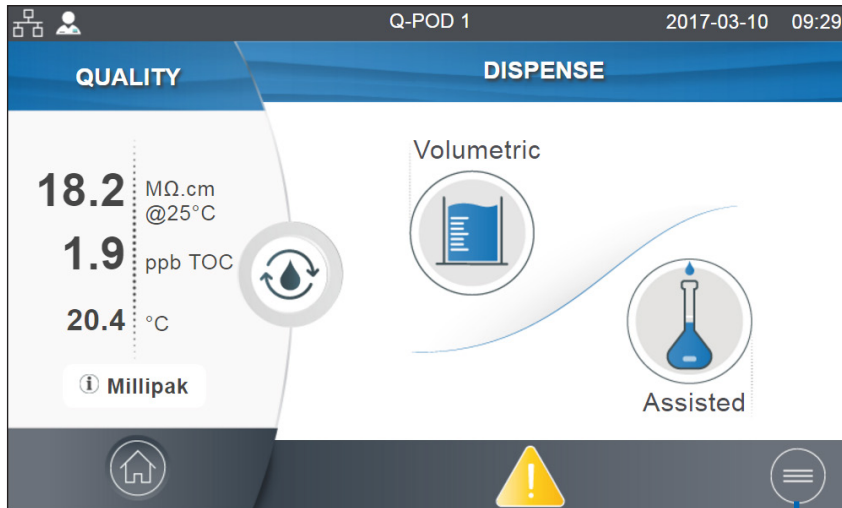 Q-POD 1
2017-03-10 09:29
QUALITY
DISPENSE
18.2 MΩ.cm
@25°C
1.9 ppb TOC
20.4 °C
i Millipak
Volumetric
Assisted
!